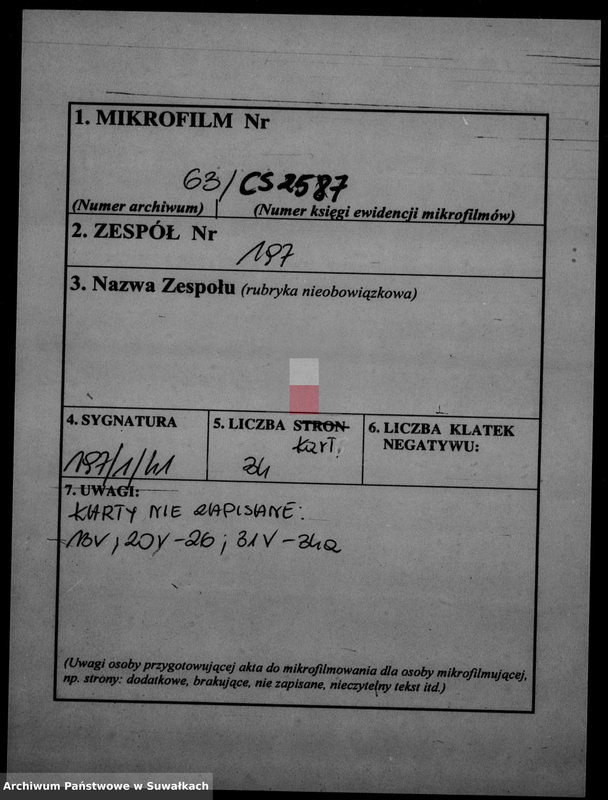 1. MIKROFILM Nr
63/CS2587
(Numer archiwum) (Numer księgi ewidencji mikrofilmów)
2. ZESPÓŁ Nr
197
3. Nazwa Zespołu (rubryka nieobowiązkowa)
4. SYGNATURA
197/1/41
5. LICZBA STRON
kart.
34
6. LICZBA KLATEK
NEGATYWU:
7. UWAGI:
KARTY NIE ZAPISANE:
13V, 20V-26; 31V-34a
(Uwagi osoby przygotowującej akta do mikrofilmowania dla osoby mikrofilmującej,
np. strony: dodatkowe, brakujące, nie zapisane, nieczytelny tekst itd.)
Archiwum Państwowe w Suwałkach